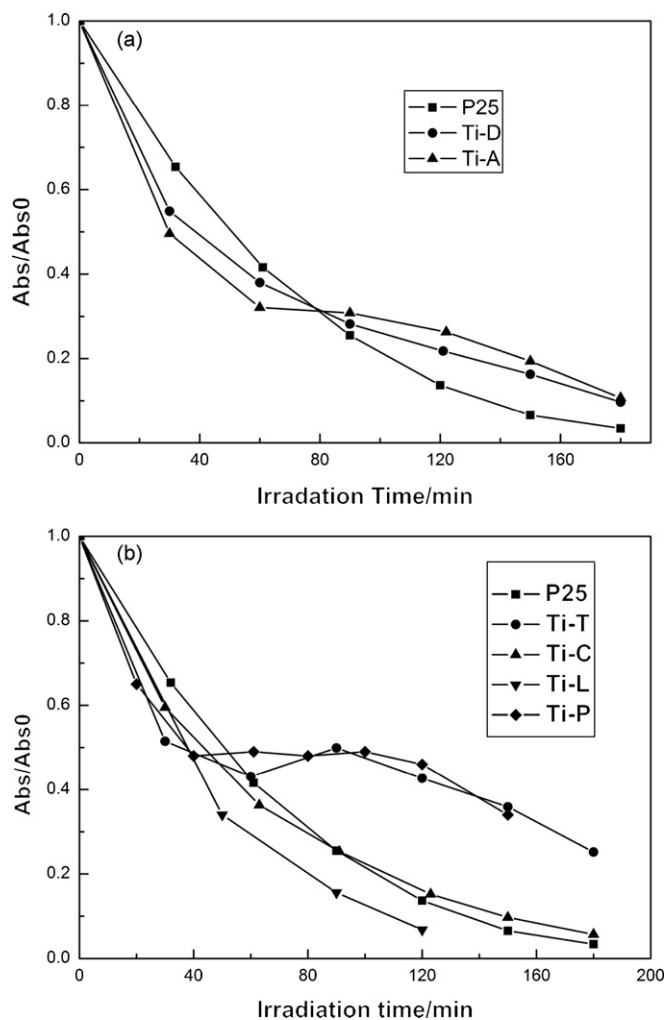 (a)
P25
Ti-D
Ti-A
1.0
0.8
0.6
0.4
0.2
0.0
Abs/Abs0
0 40 80 120 160
Irradation Time/min
(b)
P25
Ti-T
Ti-C
Ti-L
Ti-P
1.0
0.8
0.6
0.4
0.2
0.0
Abs/Abs0
0 40 80 120 160 200
Irradiation time/min